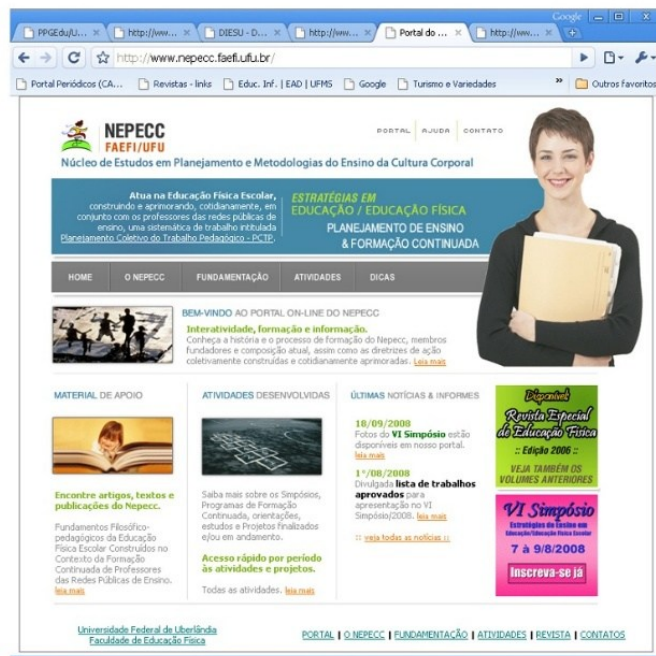 Google
PPGEdu/U...
http://ww...
DIESU - D...
http://ww...
Portal do ...
http://ww...
http://www.nepecc.faefi.ufu.br/
Portal Periódicos (CA...
Revistas - links
Educ. Inf. | EAD | UFMS
Google
Turismo e Variedades
»
Outros favoritos
NEPECC
FAEFI/UFU
PORTAL
AJUDA
CONTATO
Núcleo de Estudos em Planejamento e Metodologias do Ensino da Cultura Corporal
Atua na Educação Física Escolar,
construindo e aprimorando, cotidianamente, em
conjunto com os professores das redes públicas de
ensino, uma sistemática de trabalho intitulada
Planejamento Coletivo do Trabalho Pedagógico - PCTP.
ESTRATÉGIAS EM
EDUCAÇÃO / EDUCAÇÃO FÍSICA
PLANEJAMENTO DE ENSINO
& FORMAÇÃO CONTINUADA
HOME
O NEPECC
FUNDAMENTAÇÃO
ATIVIDADES
DICAS
BEM-VINDO AO PORTAL ON-LINE DO NEPECC
Interatividade, formação e informação.
Conheça a história e o processo de formação do Nepecc, membros
fundadores e composição atual, assim como as diretrizes de ação
coletivamente construídas e cotidianamente aprimoradas. Leia mais
MATERIAL DE APOIO
Encontre artigos, textos e
publicações do Nepecc.
Fundamentos Filosófico-
pedagógicos da Educação
Física Escolar Construídos no
Contexto da Formação
Continuada de Professores
das Redes Públicas de Ensino.
leia mais
ATIVIDADES DESENVOLVIDAS
Saiba mais sobre os Simpósios,
Programas de Formação
Continuada, orientações,
estudos e Projetos finalizados
e/ou em andamento.
Acesso rápido por período
às atividades e projetos.
Todas as atividades. leia mais
ÚLTIMAS NOTÍCIAS & INFORMES
18/09/2008
Fotos do VI Simpósio estão
disponíveis em nosso portal.
leia mais
1°/08/2008
Divulgada lista de trabalhos
aprovados para
apresentação no VI
Simpósio/2008. leia mais
:: veja todas as notícias ::
Disponível
Revista Especial
de Educação Física
:: Edição 2006 ::
VEJA TAMBÉM OS
VOLUMES ANTERIORES
VI Simpósio
Estratégias de Ensino em
Educação/Educação Física Escolar
7 à 9/8/2008
Inscreva-se já
Universidade Federal de Uberlândia
Faculdade de Educação Física
PORTAL | O NEPECC | FUNDAMENTAÇÃO | ATIVIDADES | REVISTA | CONTATOS